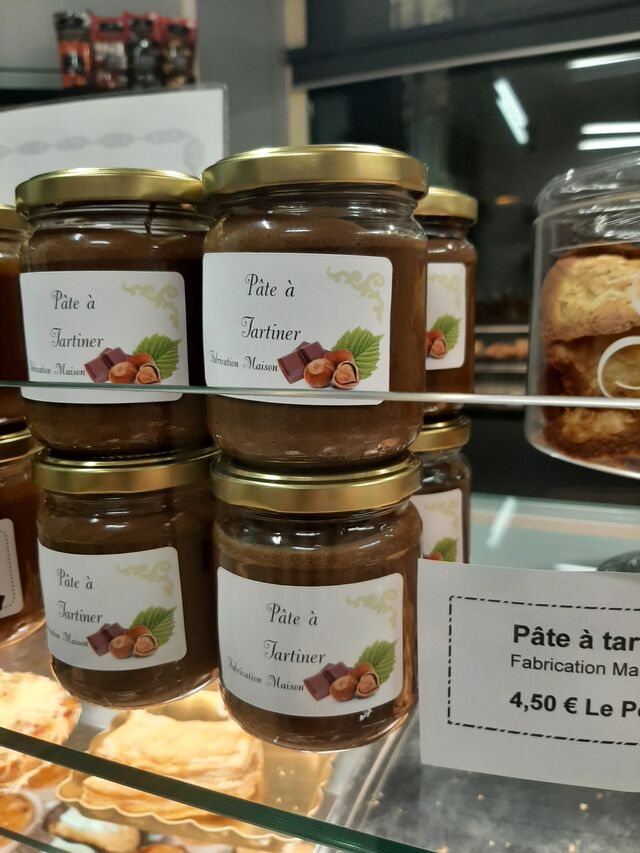 Pâte à
Tartiner
Fabrication Maison
Pâte à
Tartiner
Fabrication Maison
Pâte à
Tartiner
Maison
Pâte à
Tartiner
Fabrication Maison
Pâte à tar
Fabrication Ma
4,50 € Le P